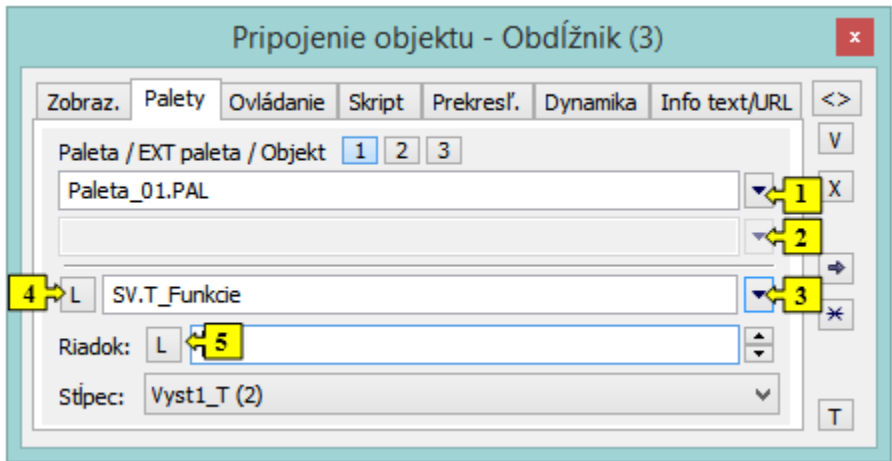 Pripojenie objektu - Obdĺžnik (3)
x
Zobraz. Palety Ovládanie Skript Prekresľ. Dynamika Info text/URL <>
Paleta / EXT paleta / Objekt 1 2 3 V
Paleta_01.PAL 1 X
2
4 L SV.T_Funkcie 3
Riadok: L 5
Stĺpec: Vyst1_T (2)
T